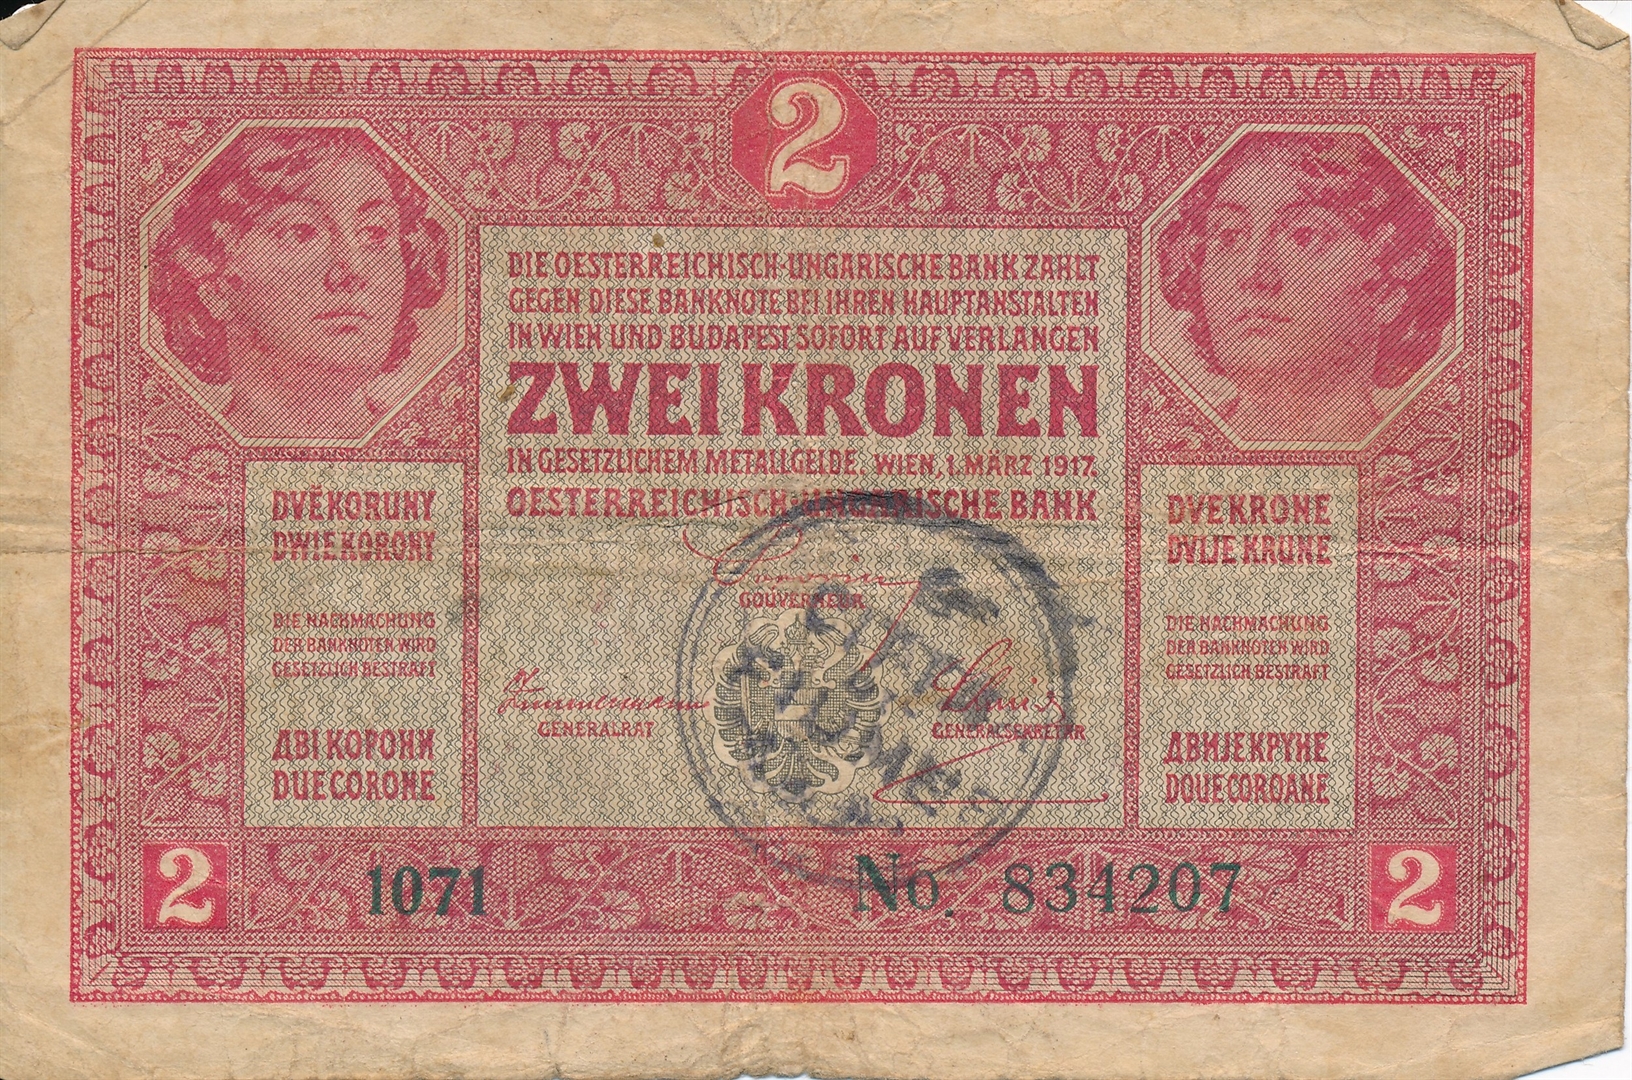 2
DIE OESTERREICHISCH-UNGARISCHE BANK ZAHLT
GEGEN DIESE BANKNOTE BEI IHREN HAUPTANSTALTEN
IN WIEN UND BUDAPEST SOFORT AUF VERLANGEN
ZWEI KRONEN
IN GESETZLICHEM METALLGELDE. WIEN, 1. MÄRZ 1917.
OESTERREICHISCH-UNGARISCHE BANK
GOUVERNEUR
GENERALRAT
GENERALSEKRETÄR
DVĚ KORUNY
DWIE KORONY
DIE NACHMACHUNG
DER BANKNOTEN WIRD
GESETZLICH BESTRAFT
ДВІ КОРОНИ
DUE CORONE
DVE KRONE
DVIJE KRUNE
DIE NACHMACHUNG
DER BANKNOTEN WIRD
GESETZLICH BESTRAFT
ДВИЈЕ КРУНЕ
DOUE COROANE
2
1071
No. 834207
2